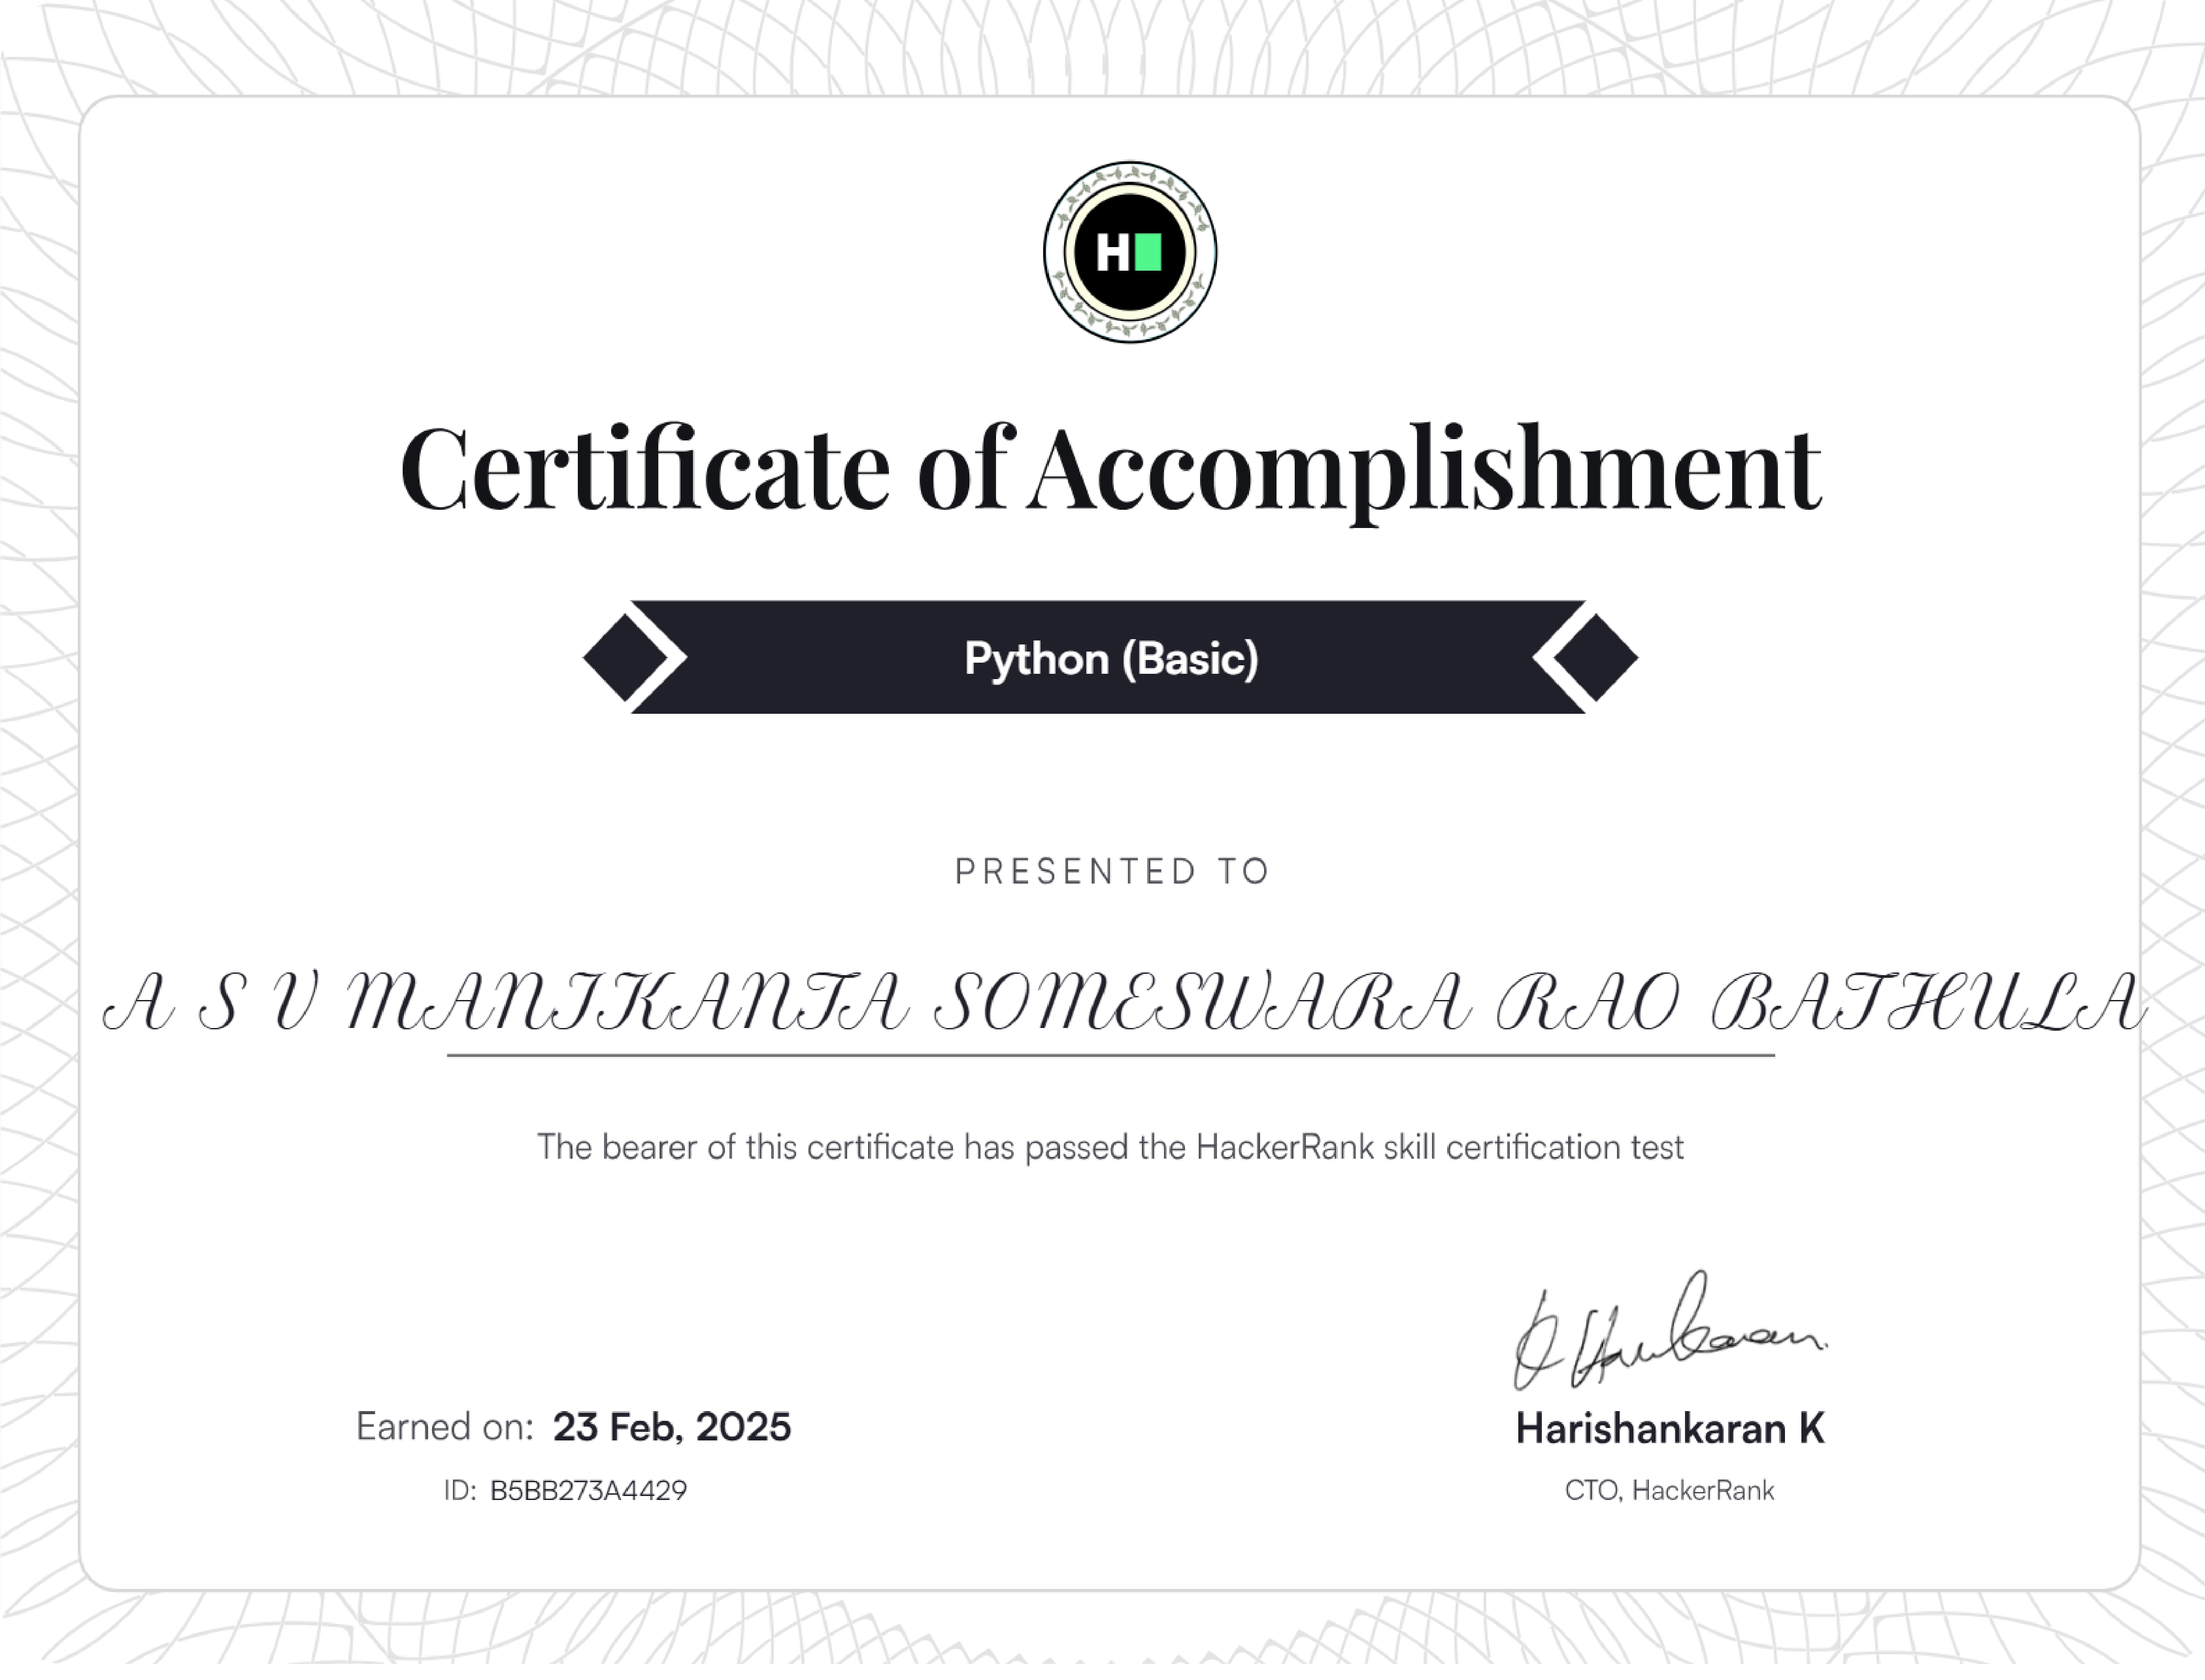 H
Certificate of Accomplishment
Python (Basic)
PRESENTED TO
A S V MANIKANTA SOMESWARA RAO BATHULA
The bearer of this certificate has passed the HackerRank skill certification test
K Harishankaran
Earned on: 23 Feb, 2025
Harishankaran K
ID: B5BB273A4429
CTO, HackerRank